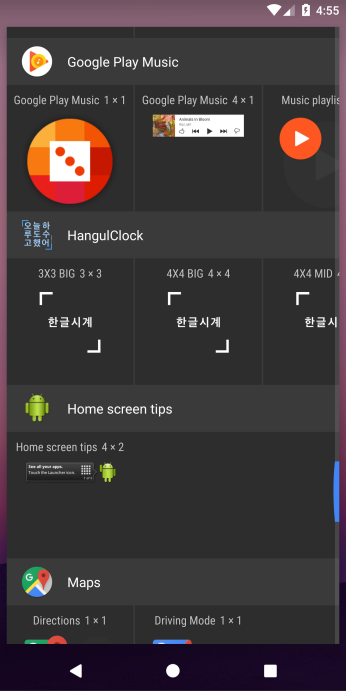 4:55
Google Play Music
Google Play Music 1 × 1
Google Play Music 4 × 1
Music playlis
Animals In Bloom
HangulClock
오늘하
루도수
고했어
3X3 BIG 3 × 3
4X4 BIG 4 × 4
4X4 MID 4
한글시계
한글시계
한글시
Home screen tips
Home screen tips 4 × 2
See all your apps.
Touch the Launcher icon.
1 of 6
Maps
Directions 1 × 1
Driving Mode 1 × 1